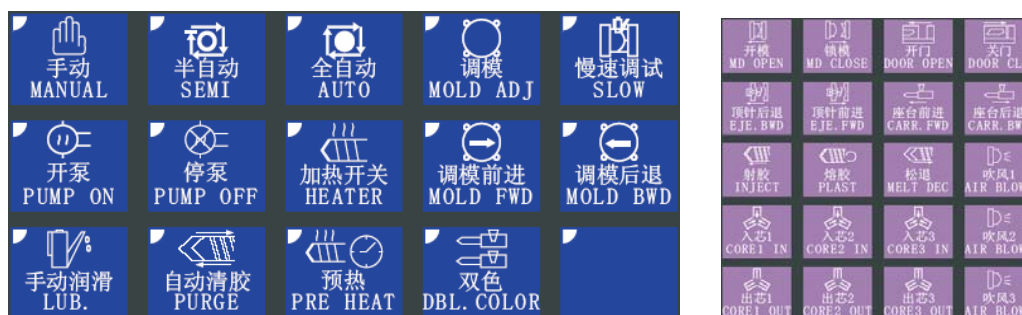 手动 半自动 全自动 调模 慢速调试
MANUAL SEMI AUTO MOLD ADJ SLOW
开泵 停泵 加热开关 调模前进 调模后退
PUMP ON PUMP OFF HEATER MOLD FWD MOLD BWD
手动润滑 自动清胶 预热 双色
LUB. PURGE PRE HEAT DBL.COLOR
开模 锁模 开门 关门
MD OPEN MD CLOSE DOOR OPEN DOOR CL
顶针后退 顶针前进 座台前进 座台后退
EJE.BWD EJE.FWD CARR.FWD CARR.BW
射胶 熔胶 松退 吹风1
INJECT PLAST MELT DEC AIR BLOW
入芯1 入芯2 入芯3 吹风2
CORE1 IN CORE2 IN CORE3 IN AIR BLOW
出芯1 出芯2 出芯3 吹风3
CORE1 OUT CORE2 OUT CORE3 OUT AIR BLOW